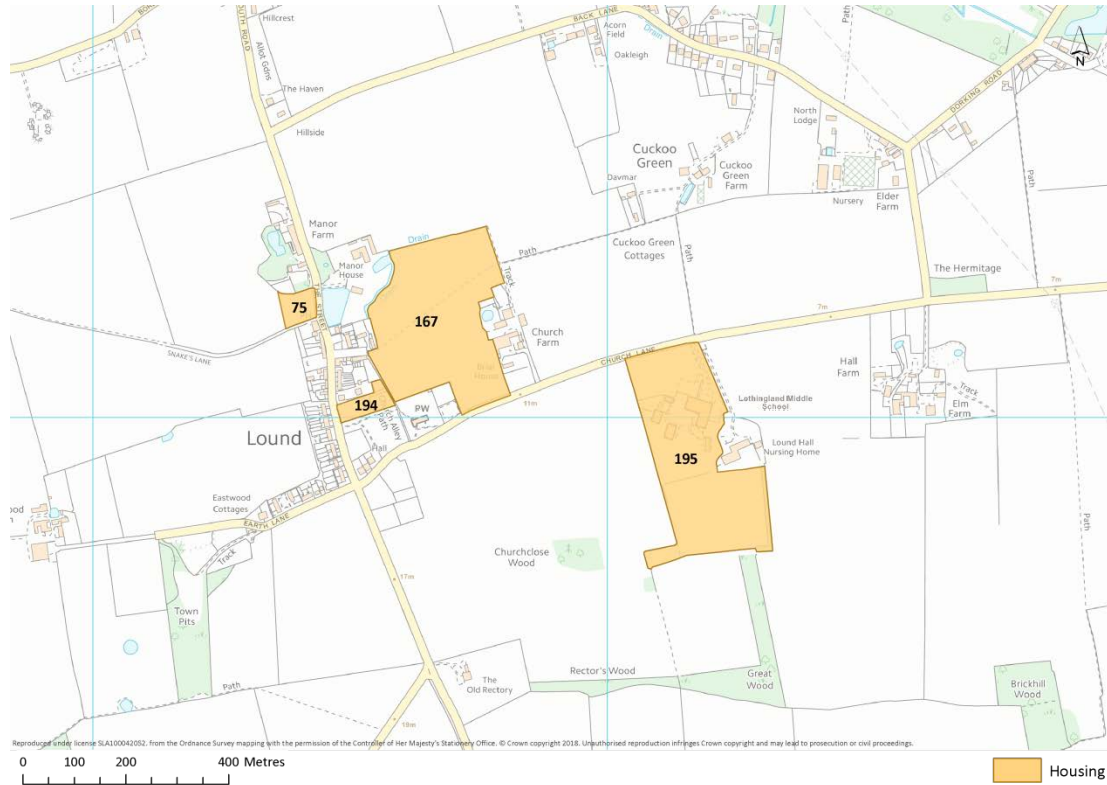 Hillcrest
BACK LANE
Acorn
Field
Oakleigh
Drain
Path
N
Allot Gdns
The Haven
Hillside
DORKING ROAD
North
Lodge
Cuckoo
Green
Cuckoo
Green
Farm
Davmar
Nursery
Elder
Farm
Manor
Farm
Drain
Path
Track
Cuckoo Green
Cottages
Path
The Hermitage
Manor
House
75
167
7m
7m
SNAKE'S LANE
Church
Farm
CHURCH LANE
Hall
Farm
Track
Elm
Farm
194
PW
Path
11m
Lothingland Middle
School
Lound
Hall
195
Lound Hall
Nursing Home
Eastwood
Cottages
EARTH LANE
Track
Path
Churchclose
Wood
17m
Town
Pits
Path
The
Old Rectory
Rector's Wood
Great
Wood
Brickhill
Wood
18m
Reproduced under license SLA100042052. from the Ordnance Survey mapping with the permission of the Controller of Her Majesty's Stationery Office. © Crown copyright 2018. Unauthorised reproduction infringes Crown copyright and may lead to prosecution or civil proceedings.
0 100 200 400 Metres
Housing